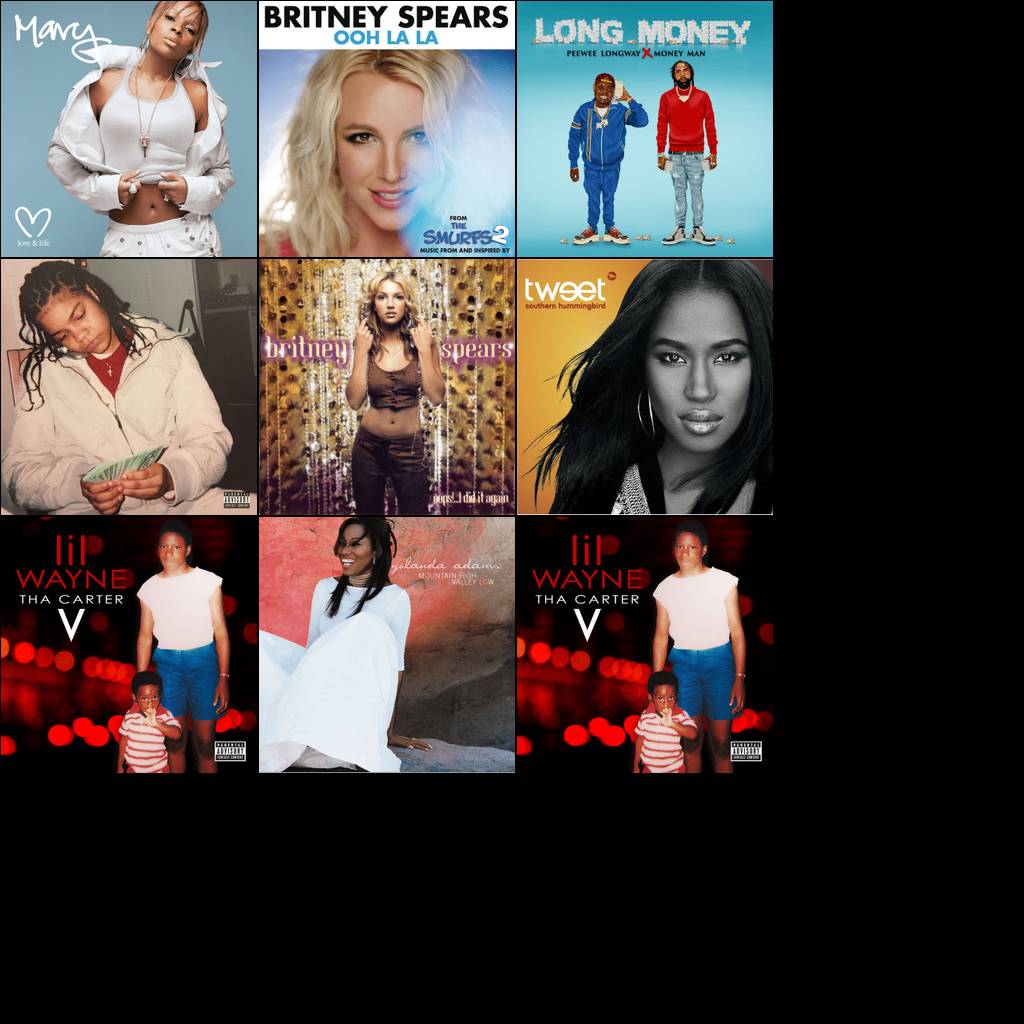 Mary
love & life
BRITNEY SPEARS
OOH LA LA
FROM
THE
SMURFS 2
MUSIC FROM AND INSPIRED BY
LONG MONEY
PEEWEE LONGWAY X MONEY MAN
PARENTAL
ADVISORY
EXPLICIT CONTENT
britney spears
oops!...i did it again
tweet
southern hummingbird
lil
WAYNE
THA CARTER
V
PARENTAL
ADVISORY
EXPLICIT CONTENT
yolanda adams
MOUNTAIN HIGH
VALLEY LOW
lil
WAYNE
THA CARTER
V
PARENTAL
ADVISORY
EXPLICIT CONTENT